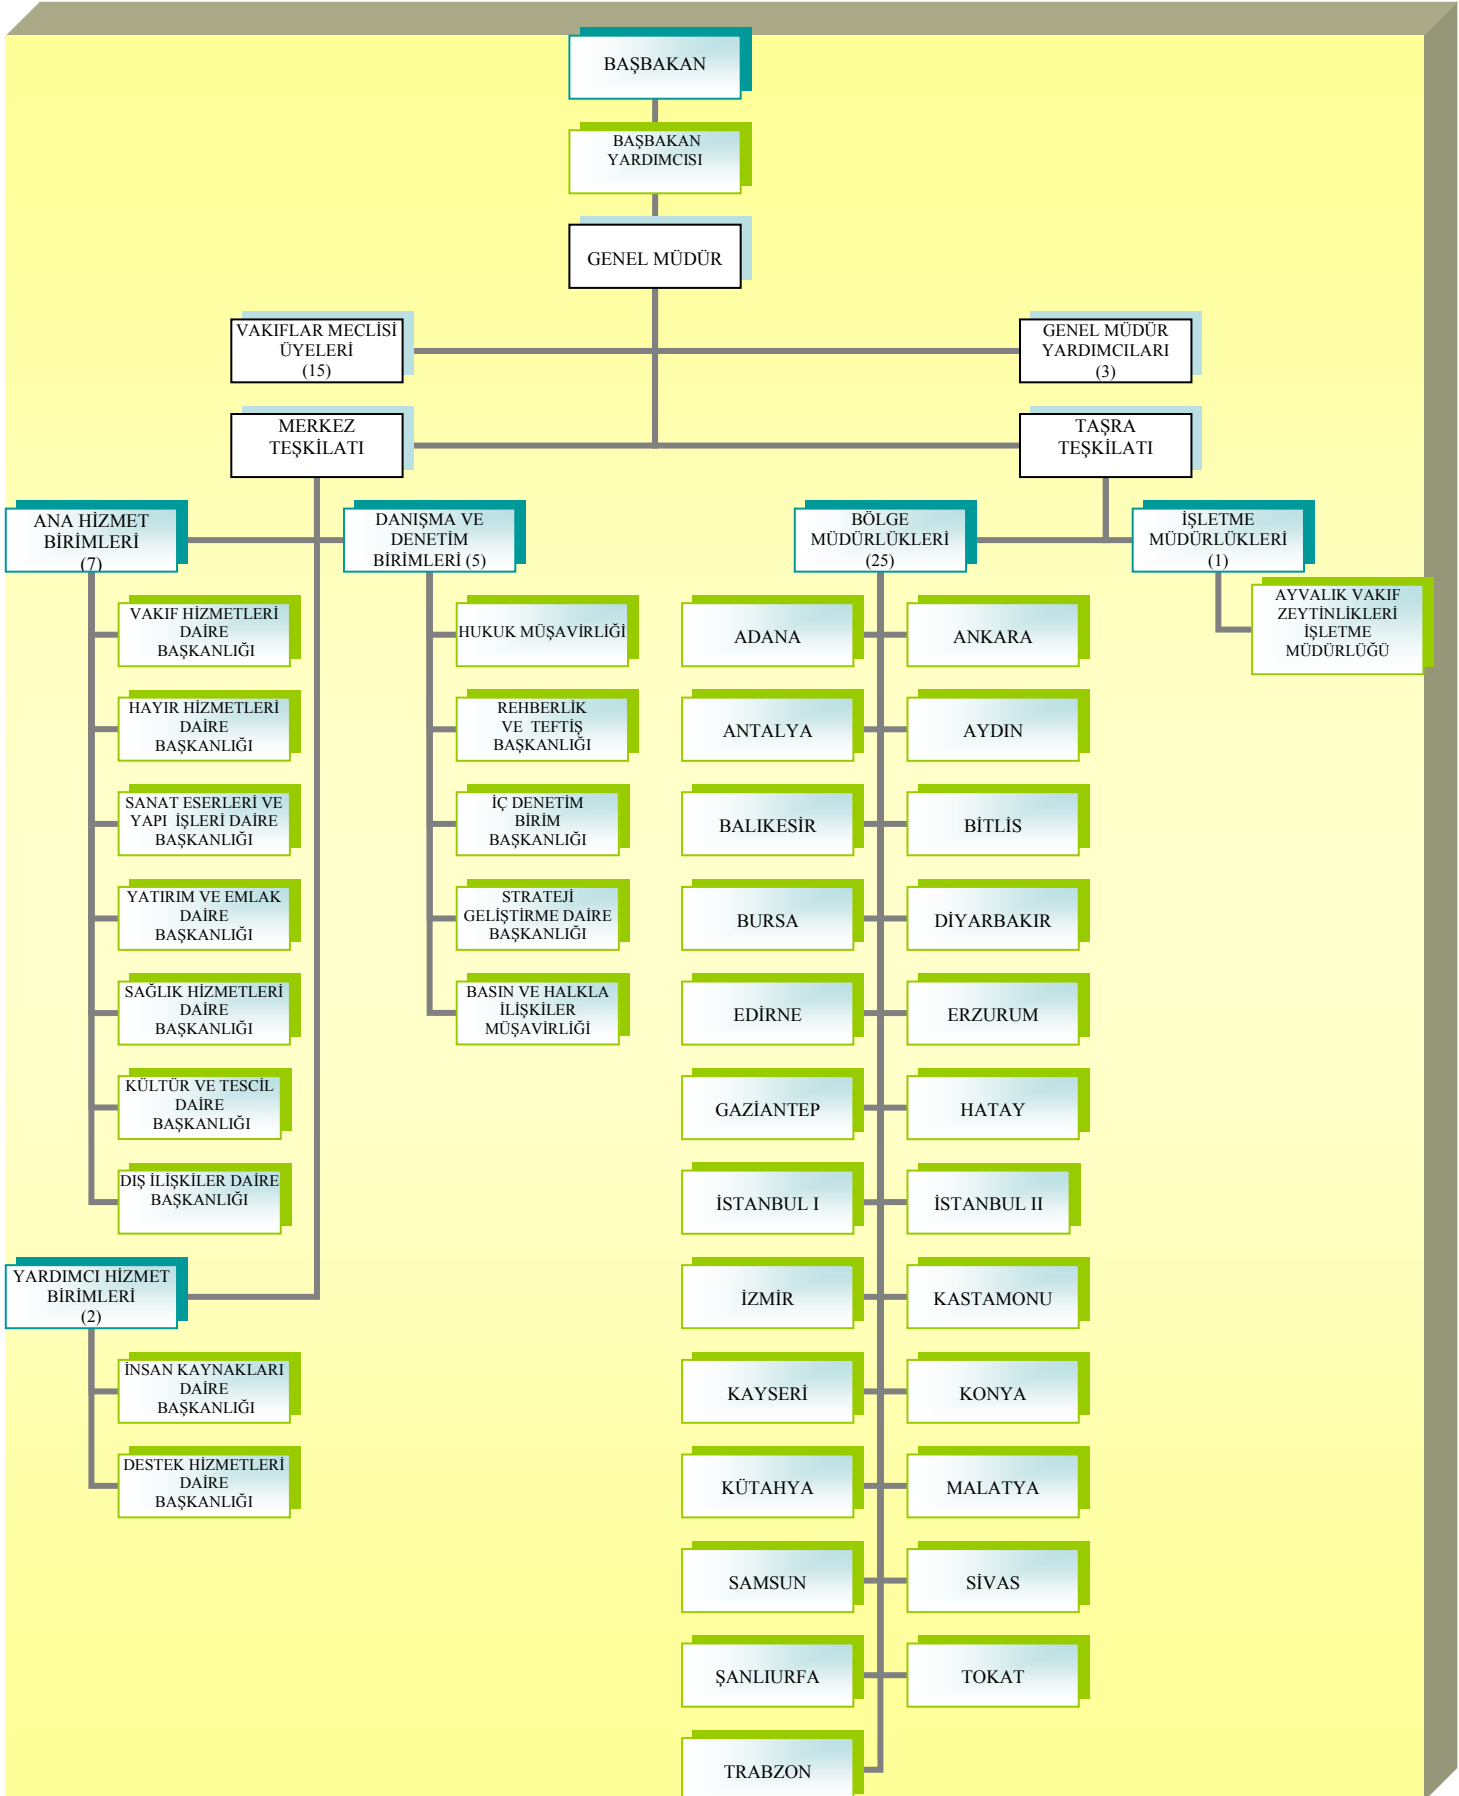 BAŞBAKAN
BAŞBAKAN
YARDIMCISI
GENEL MÜDÜR
VAKIFLAR MECLİSİ
ÜYELERİ
(15)
GENEL MÜDÜR
YARDIMCILARI
(3)
MERKEZ
TEŞKİLATI
TAŞRA
TEŞKİLATI
ANA HİZMET
BİRİMLERİ
(7)
DANIŞMA VE
DENETİM
BİRİMLERİ (5)
BÖLGE
MÜDÜRLÜKLERİ
(25)
İŞLETME
MÜDÜRLÜKLERİ
(1)
VAKIF HİZMETLERİ
DAİRE
BAŞKANLIĞI
HAYIR HİZMETLERİ
DAİRE
BAŞKANLIĞI
SANAT ESERLERİ VE
YAPI İŞLERİ DAİRE
BAŞKANLIĞI
YATIRIM VE EMLAK
DAİRE
BAŞKANLIĞI
SAĞLIK HİZMETLERİ
DAİRE
BAŞKANLIĞI
KÜLTÜR VE TESCİL
DAİRE
BAŞKANLIĞI
DIŞ İLİŞKİLER DAİRE
BAŞKANLIĞI
YARDIMCI HİZMET
BİRİMLERİ
(2)
İNSAN KAYNAKLARI
DAİRE
BAŞKANLIĞI
DESTEK HİZMETLERİ
DAİRE
BAŞKANLIĞI
HUKUK MÜŞAVİRLİĞİ
REHBERLİK
VE TEFTİŞ
BAŞKANLIĞI
İÇ DENETİM
BİRİM
BAŞKANLIĞI
STRATEJİ
GELİŞTİRME DAİRE
BAŞKANLIĞI
BASIN VE HALKLA
İLİŞKİLER
MÜŞAVİRLİĞİ
ADANA
ANKARA
ANTALYA
AYDIN
BALIKESİR
BİTLİS
BURSA
DİYARBAKIR
EDİRNE
ERZURUM
GAZİANTEP
HATAY
İSTANBUL I
İSTANBUL II
İZMİR
KASTAMONU
KAYSERİ
KONYA
KÜTAHYA
MALATYA
SAMSUN
SİVAS
ŞANLIURFA
TOKAT
TRABZON
AYVALIK VAKIF
ZEYTİNLİKLERİ
İŞLETME
MÜDÜRLÜĞÜ